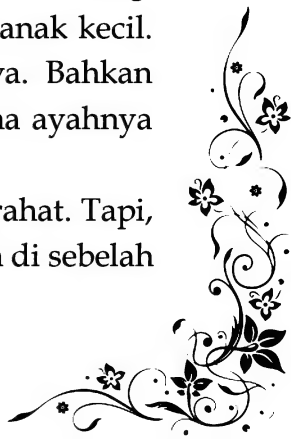 anak kecil.
ya. Bahkan
na ayahnya
rahat. Tapi,
di sebelah